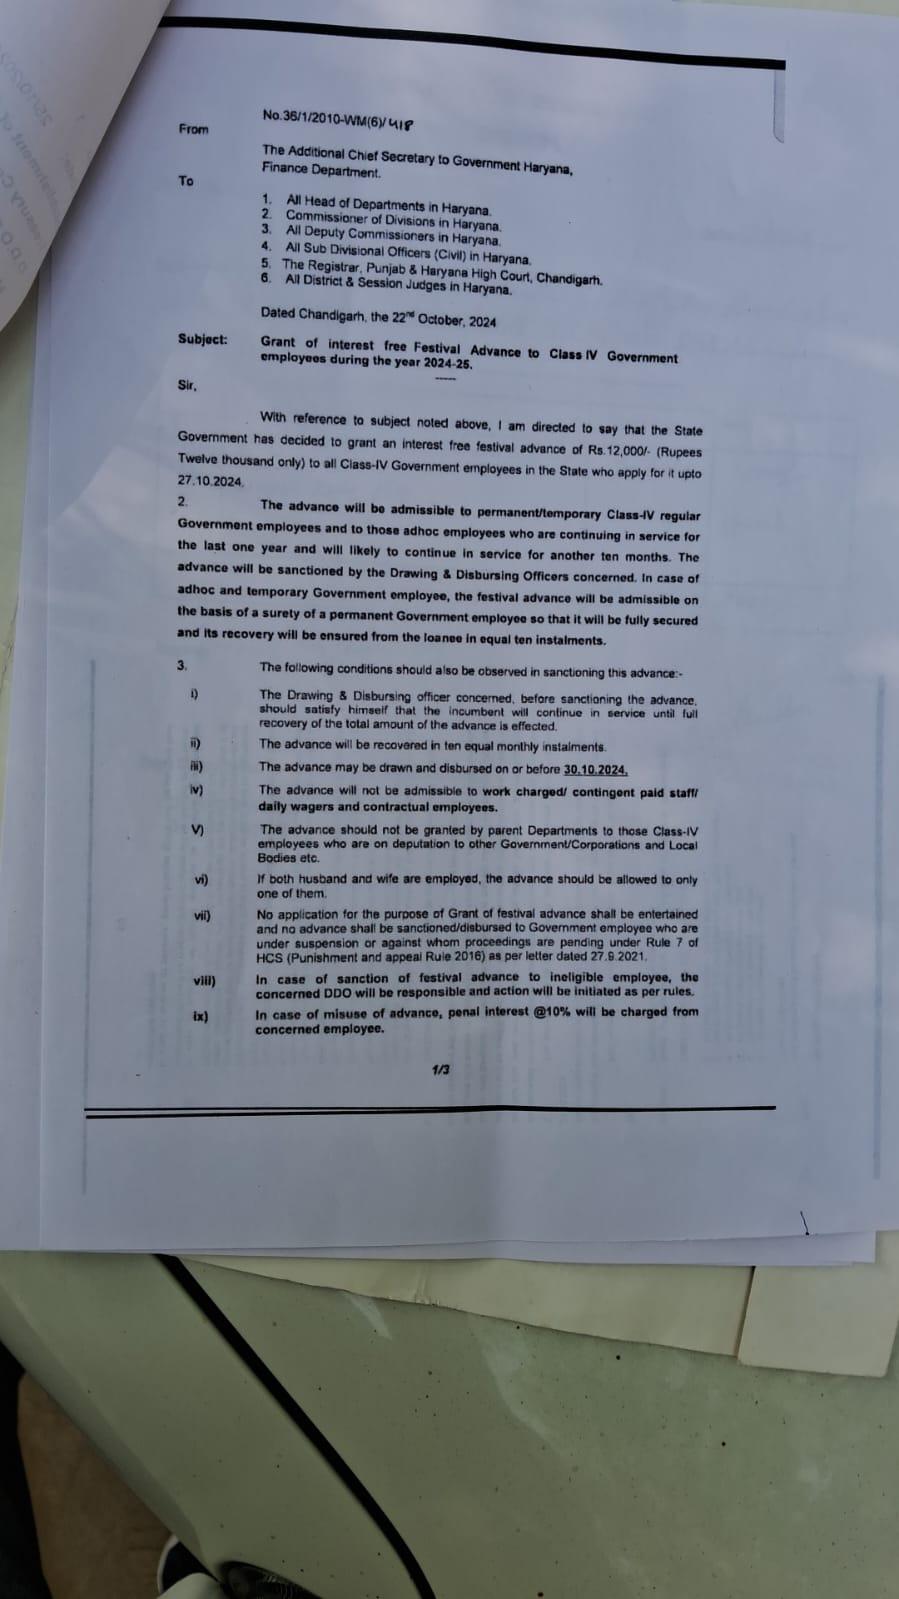 No.36/1/2010-WM(6)/418
From
The Additional Chief Secretary to Government Haryana,
Finance Department.
To
1. All Head of Departments in Haryana.
2. Commissioner of Divisions in Haryana.
3. All Deputy Commissioners in Haryana.
4. All Sub Divisional Officers (Civil) in Haryana.
5. The Registrar, Punjab & Haryana High Court, Chandigarh.
6. All District & Session Judges in Haryana.
Dated Chandigarh, the 22nd October, 2024
Subject: Grant of interest free Festival Advance to Class IV Government
employees during the year 2024-25.
Sir,
With reference to subject noted above, I am directed to say that the State
Government has decided to grant an interest free festival advance of Rs.12,000/- (Rupees
Twelve thousand only) to all Class-IV Government employees in the State who apply for it upto
27.10.2024.
2. The advance will be admissible to permanent/temporary Class-IV regular
Government employees and to those adhoc employees who are continuing in service for
the last one year and will likely to continue in service for another ten months. The
advance will be sanctioned by the Drawing & Disbursing Officers concerned. In case of
adhoc and temporary Government employee, the festival advance will be admissible on
the basis of a surety of a permanent Government employee so that it will be fully secured
and its recovery will be ensured from the loanee in equal ten instalments.
3. The following conditions should also be observed in sanctioning this advance:-
i) The Drawing & Disbursing officer concerned, before sanctioning the advance,
should satisfy himself that the incumbent will continue in service until full
recovery of the total amount of the advance is effected.
ii) The advance will be recovered in ten equal monthly instalments.
iii) The advance may be drawn and disbursed on or before 30.10.2024.
iv) The advance will not be admissible to work charged/ contingent paid staff/
daily wagers and contractual employees.
V) The advance should not be granted by parent Departments to those Class-IV
employees who are on deputation to other Government/Corporations and Local
Bodies etc.
vi) If both husband and wife are employed, the advance should be allowed to only
one of them.
vii) No application for the purpose of Grant of festival advance shall be entertained
and no advance shall be sanctioned/disbursed to Government employee who are
under suspension or against whom proceedings are pending under Rule 7 of
HCS (Punishment and appeal Rule 2016) as per letter dated 27.9.2021.
viii) In case of sanction of festival advance to ineligible employee, the
concerned DDO will be responsible and action will be initiated as per rules.
ix) In case of misuse of advance, penal interest @10% will be charged from
concerned employee.
1/3